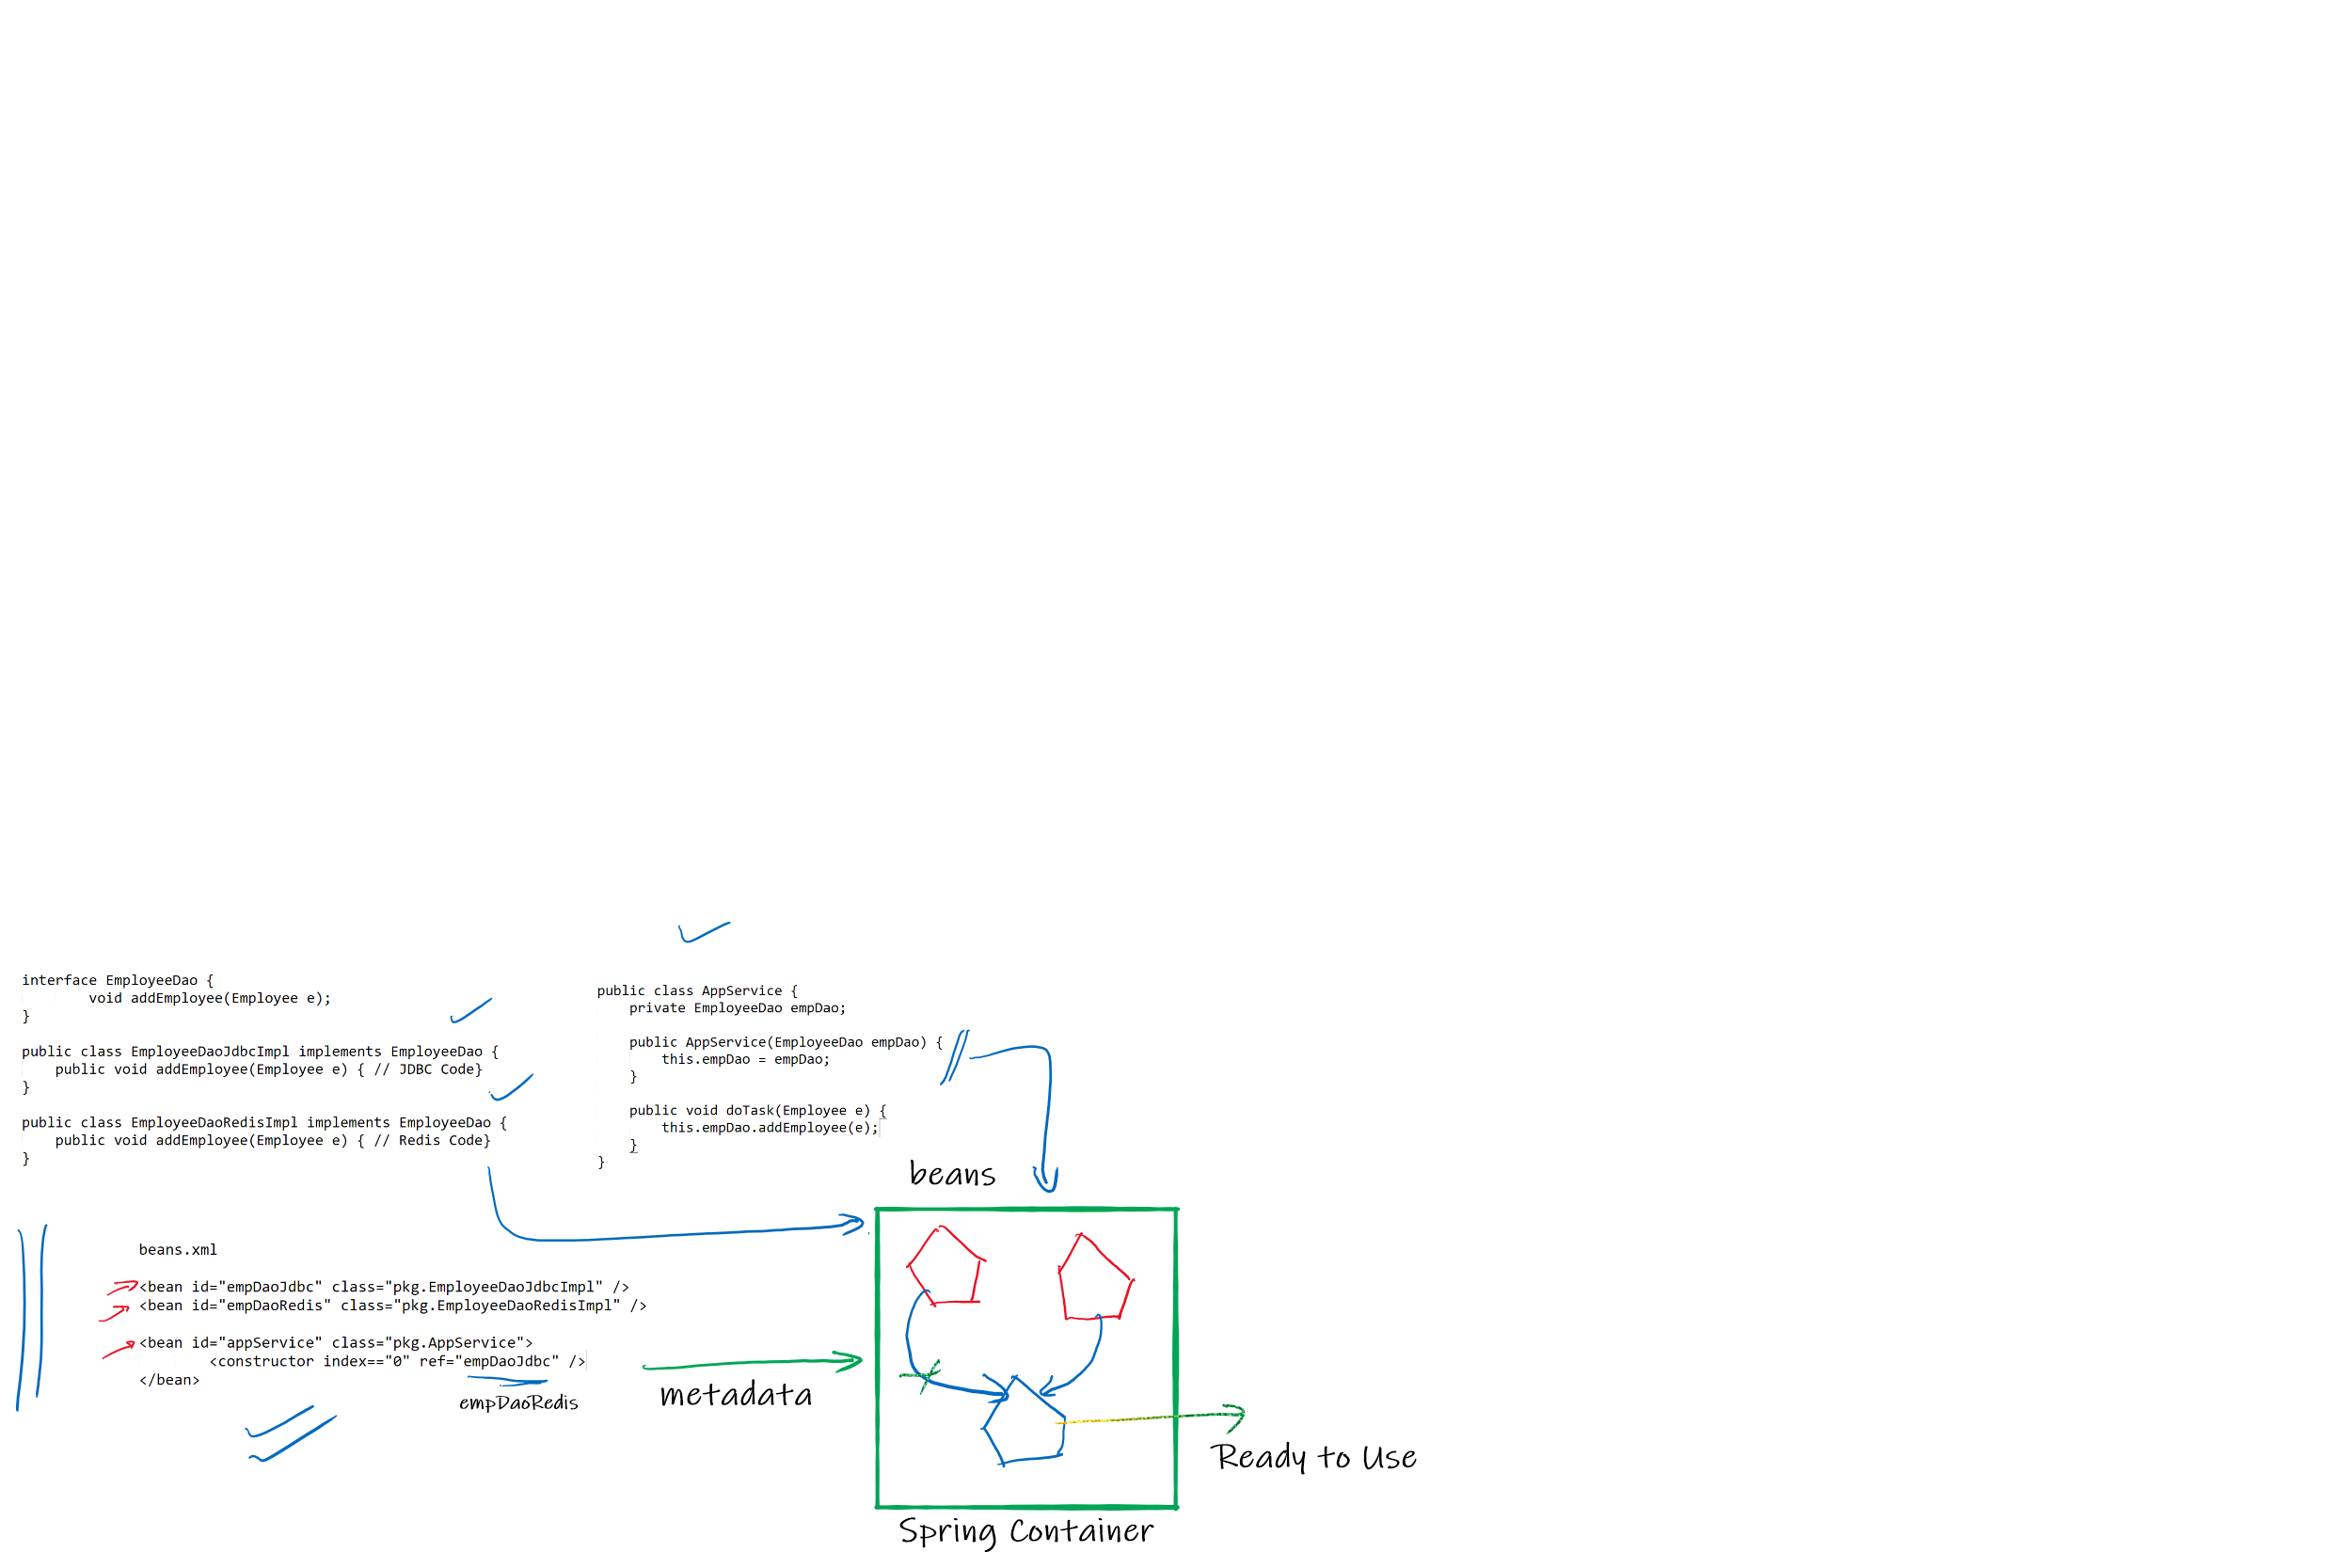 interface EmployeeDao {
        void addEmployee(Employee e);
}

public class EmployeeDaoJdbcImpl implements EmployeeDao {
    public void addEmployee(Employee e) { // JDBC Code}
}

public class EmployeeDaoRedisImpl implements EmployeeDao {
    public void addEmployee(Employee e) { // Redis Code}
}

public class AppService {
    private EmployeeDao empDao;

    public AppService(EmployeeDao empDao) {
        this.empDao = empDao;
    }

    public void doTask(Employee e) {
        this.empDao.addEmployee(e);
    }
}

beans.xml

<bean id="empDaoJdbc" class="pkg.EmployeeDaoJdbcImpl" />
<bean id="empDaoRedis" class="pkg.EmployeeDaoRedisImpl" />

<bean id="appService" class="pkg.AppService">
        <constructor index=="0" ref="empDaoJdbc" />
</bean>
empDaoRedis
metadata
beans
Ready to Use
Spring Container